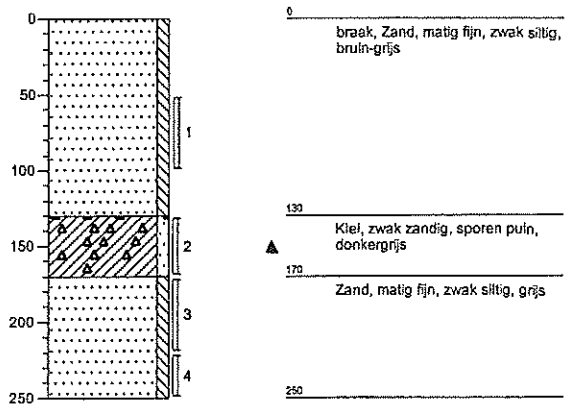 0
50
100
150
200
250
1
2
3
4
0
braak, Zand, matig fijn, zwak siltig,
bruin-grijs
130
Klei, zwak zandig, sporen puin,
donkergrijs
170
Zand, matig fijn, zwak siltig, grijs
250